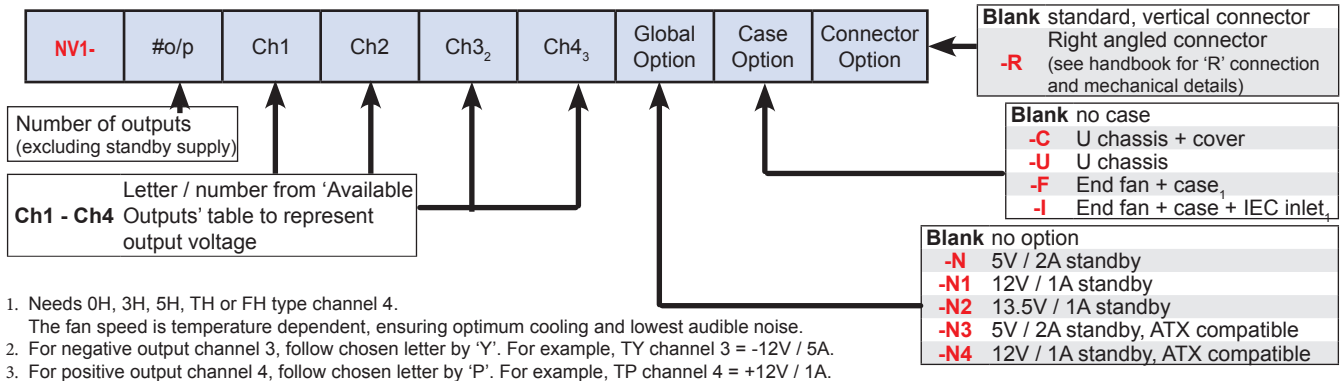 NV1- #o/p Ch1 Ch2 Ch3₂ Ch4₃ Global Option Case Option Connector Option
Blank standard, vertical connector
-R Right angled connector
(see handbook for 'R' connection
and mechanical details)
Number of outputs
(excluding standby supply)
Ch1 - Ch4 Letter / number from 'Available
Outputs' table to represent
output voltage
Blank no case
-C U chassis + cover
-U U chassis
-F End fan + case₁
-I End fan + case + IEC inlet₁
Blank no option
-N 5V / 2A standby
-N1 12V / 1A standby
-N2 13.5V / 1A standby
-N3 5V / 2A standby, ATX compatible
-N4 12V / 1A standby, ATX compatible
1. Needs 0H, 3H, 5H, TH or FH type channel 4.
The fan speed is temperature dependent, ensuring optimum cooling and lowest audible noise.
2. For negative output channel 3, follow chosen letter by 'Y'. For example, TY channel 3 = -12V / 5A.
3. For positive output channel 4, follow chosen letter by 'P'. For example, TP channel 4 = +12V / 1A.